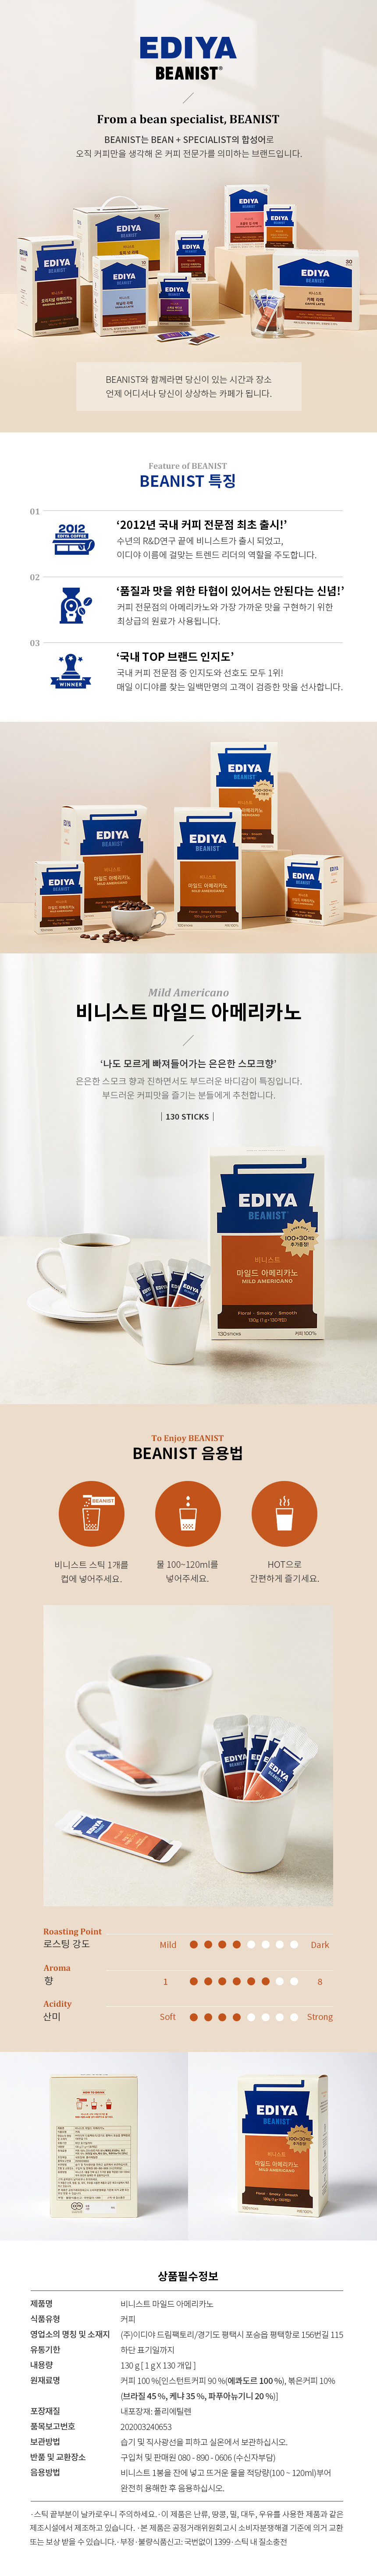 EDIYA
BEANIST®
From a bean specialist, BEANIST
BEANIST는 BEAN + SPECIALIST의 합성어로
오직 커피만을 생각해 온 커피 전문가를 의미하는 브랜드입니다.
BEANIST와 함께라면 당신이 있는 시간과 장소
언제 어디서나 당신이 상상하는 카페가 됩니다.
Feature of BEANIST
BEANIST 특징
01
2012
EDIYA COFFEE
‘2012년 국내 커피 전문점 최초 출시!’
수년의 R&D연구 끝에 비니스트가 출시 되었고,
이디야 이름에 걸맞는 트렌드 리더의 역할을 주도합니다.
02
‘품질과 맛을 위한 타협이 있어서는 안된다는 신념!’
커피 전문점의 아메리카노와 가장 가까운 맛을 구현하기 위한
최상급의 원료가 사용됩니다.
03
WINNER
‘국내 TOP 브랜드 인지도’
국내 커피 전문점 중 인지도와 선호도 모두 1위!
매일 이디야를 찾는 일백만명의 고객이 검증한 맛을 선사합니다.
EDIYA
BEANIST
비니스트
마일드 아메리카노
MILD AMERICANO
Mild Americano
비니스트 마일드 아메리카노
‘나도 모르게 빠져들어가는 은은한 스모크향’
은은한 스모크 향과 진하면서도 부드러운 바디감이 특징입니다.
부드러운 커피맛을 즐기는 분들에게 추천합니다.
| 130 STICKS |
EDIYA
BEANIST
100+30개입
추가증정!
비니스트
마일드 아메리카노
MILD AMERICANO
Floral | Smoky | Smooth
130g (1g×130개입)
130STICKS
커피 100%
To Enjoy BEANIST
BEANIST 음용법
BEANIST
비니스트 스틱 1개를
컵에 넣어주세요.
물 100~120ml를
넣어주세요.
HOT으로
간편하게 즐기세요.
EDIYA
BEANIST
Roasting Point
로스팅 강도
Mild
Dark
Aroma
향
1
8
Acidity
산미
Soft
Strong
EDIYA
BEANIST
비니스트
마일드 아메리카노
MILD AMERICANO
상품필수정보
제품명 비니스트 마일드 아메리카노
식품유형 커피
영업소의 명칭 및 소재지 (주)이디야 드림팩토리/경기도 평택시 포승읍 평택항로 156번길 115
유통기한 하단 표기일까지
내용량 130 g [ 1 g X 130 개입 ]
원재료명 커피 100 %[인스턴트커피 90 %(에콰도르 100 %), 볶은커피 10%
(브라질 45 %, 케냐 35 %, 파푸아뉴기니 20 %)]
포장재질 내포장재: 폴리에틸렌
품목보고번호 202003240653
보관방법 습기 및 직사광선을 피하고 실온에서 보관하십시오.
반품 및 교환장소 구입처 및 판매원 080 - 890 - 0606 (수신자부담)
음용방법 비니스트 1봉을 잔에 넣고 뜨거운 물을 적당량(100 ~ 120ml)부어
완전히 용해한 후 음용하십시오.
·스틱 끝부분이 날카로우니 주의하세요.·이 제품은 난류, 땅콩, 밀, 대두, 우유를 사용한 제품과 같은
제조시설에서 제조하고 있습니다. ·본 제품은 공정거래위원회고시 소비자분쟁해결 기준에 의거 교환
또는 보상 받을 수 있습니다.·부정·불량식품신고: 국번없이 1399·스틱 내 질소충전